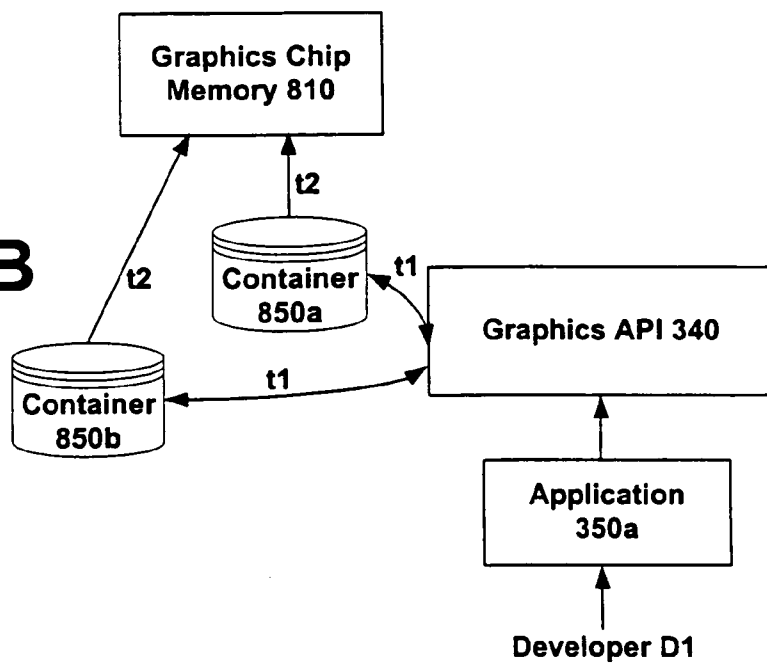 Graphics Chip
Memory 810
t2
B
t2
Container
850a
t1
Graphics API 340
t1
Container
850b
Application
350a
Developer D1